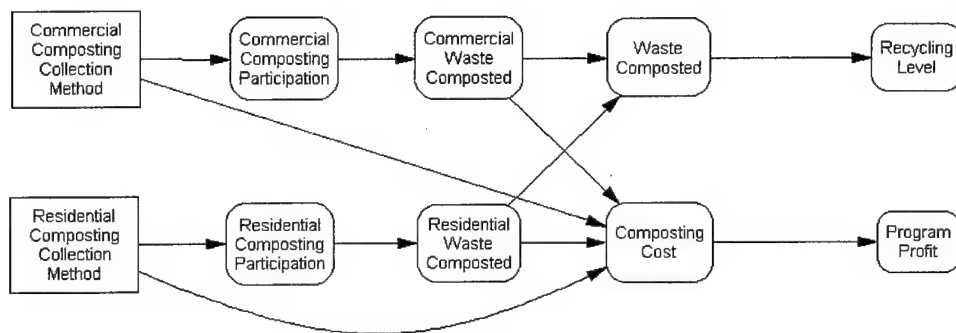 Commercial
Composting
Collection
Method
Commercial
Composting
Participation
Commercial
Waste
Composted
Waste
Composted
Recycling
Level
Residential
Composting
Collection
Method
Residential
Composting
Participation
Residential
Waste
Composted
Composting
Cost
Program
Profit